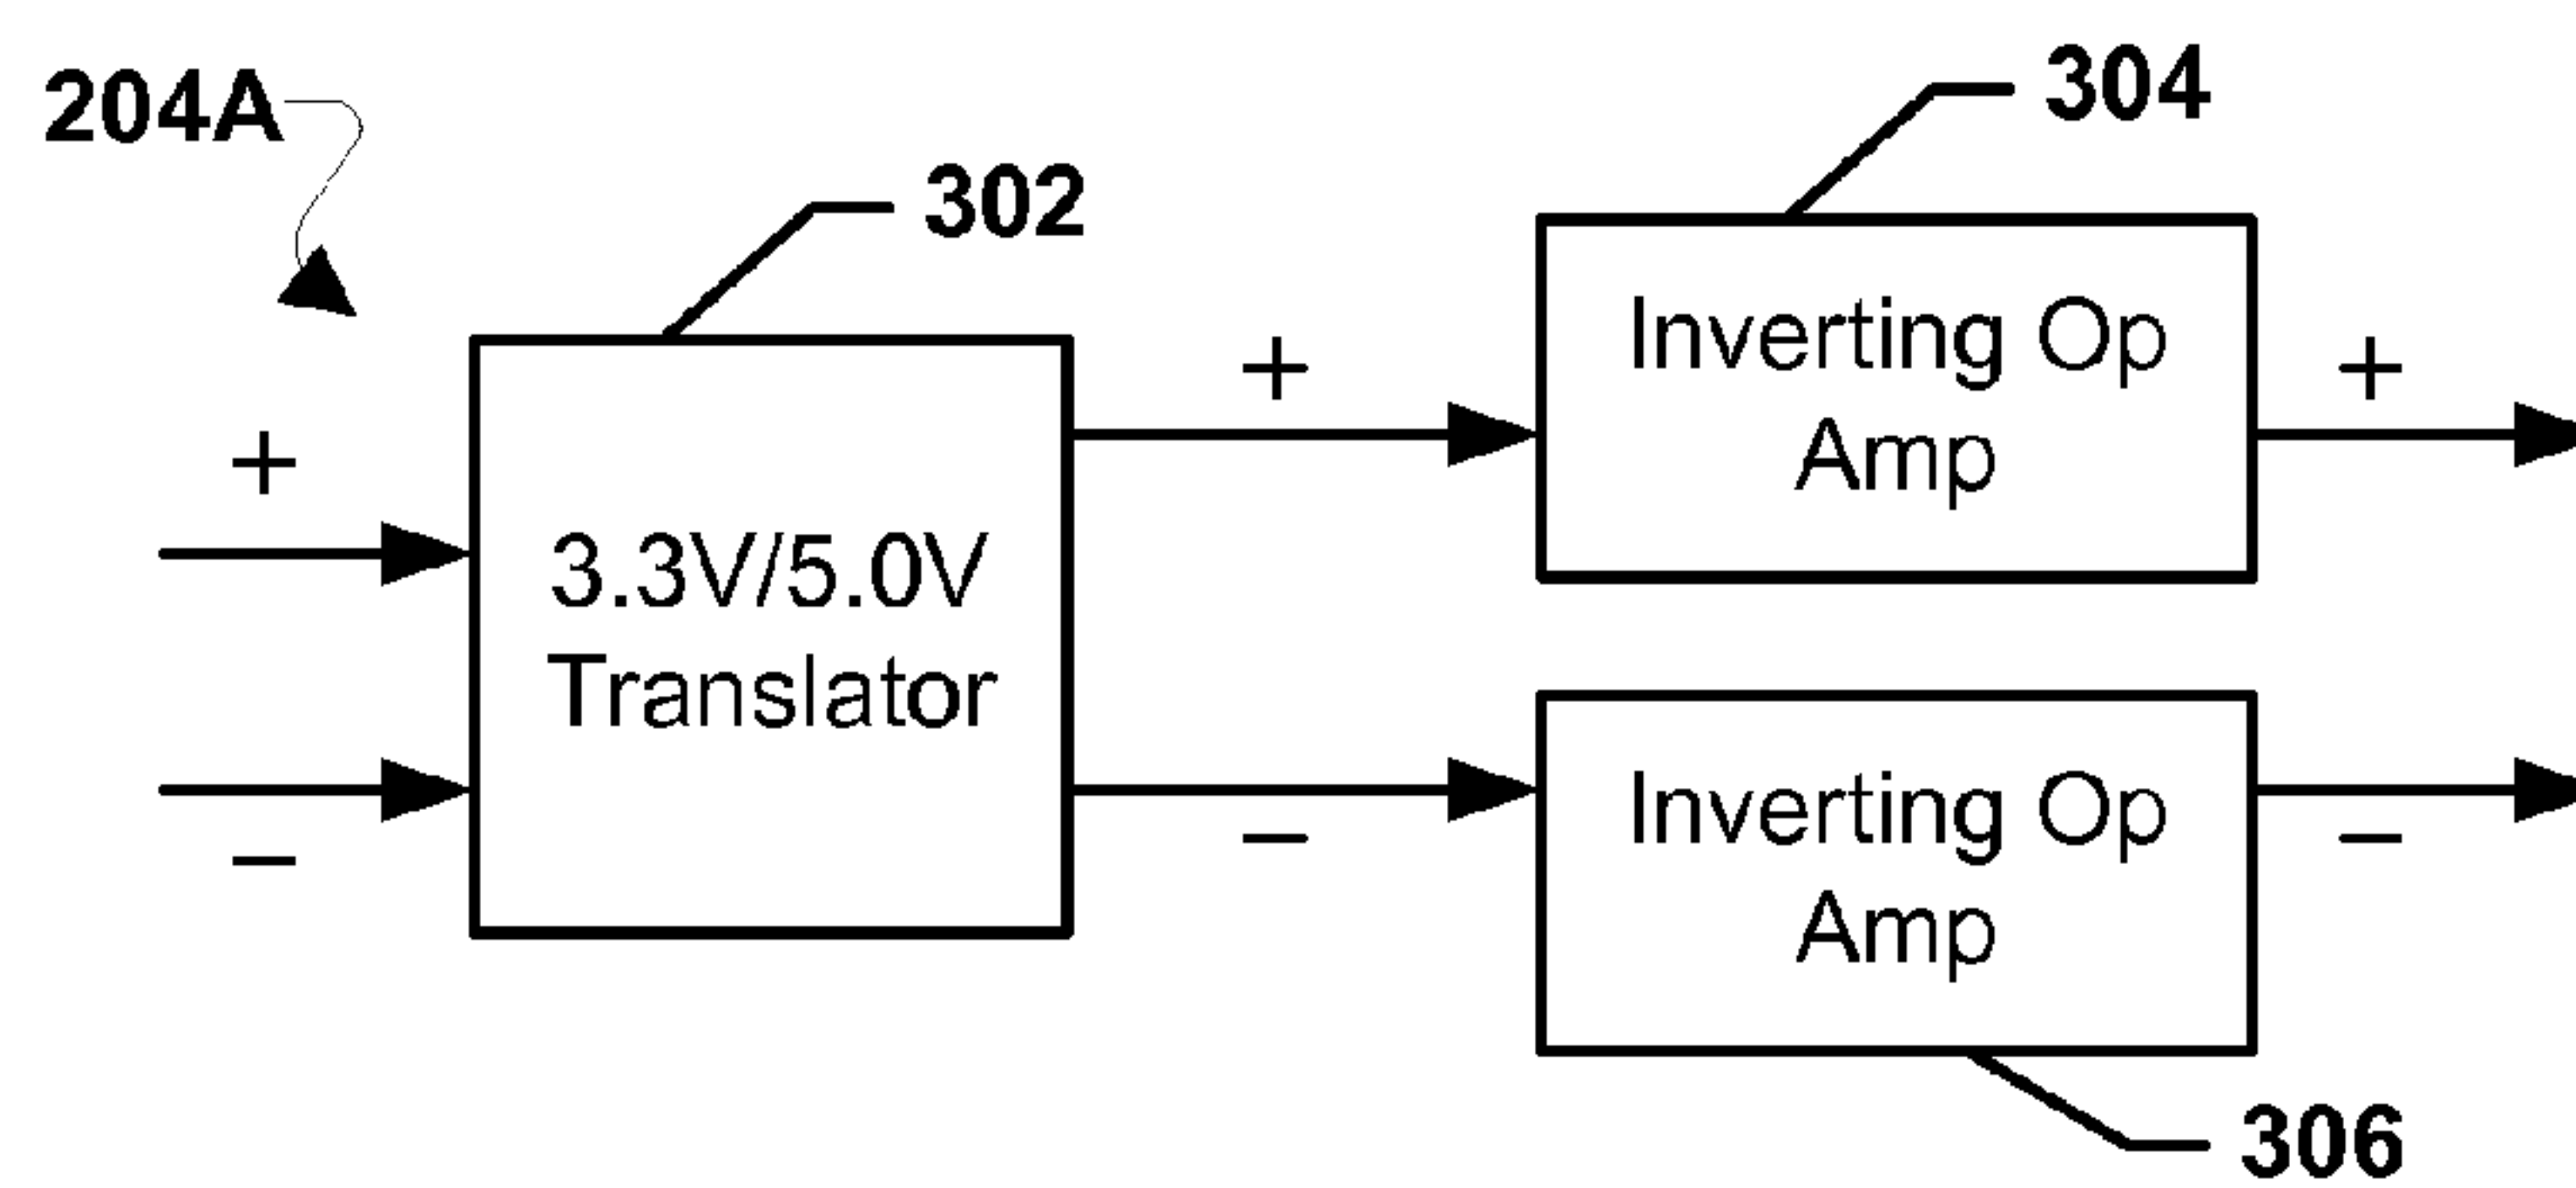 204A
302
304
+
+
+
3.3V/5.0V
Translator
Inverting Op
Amp
−
−
−
Inverting Op
Amp
306